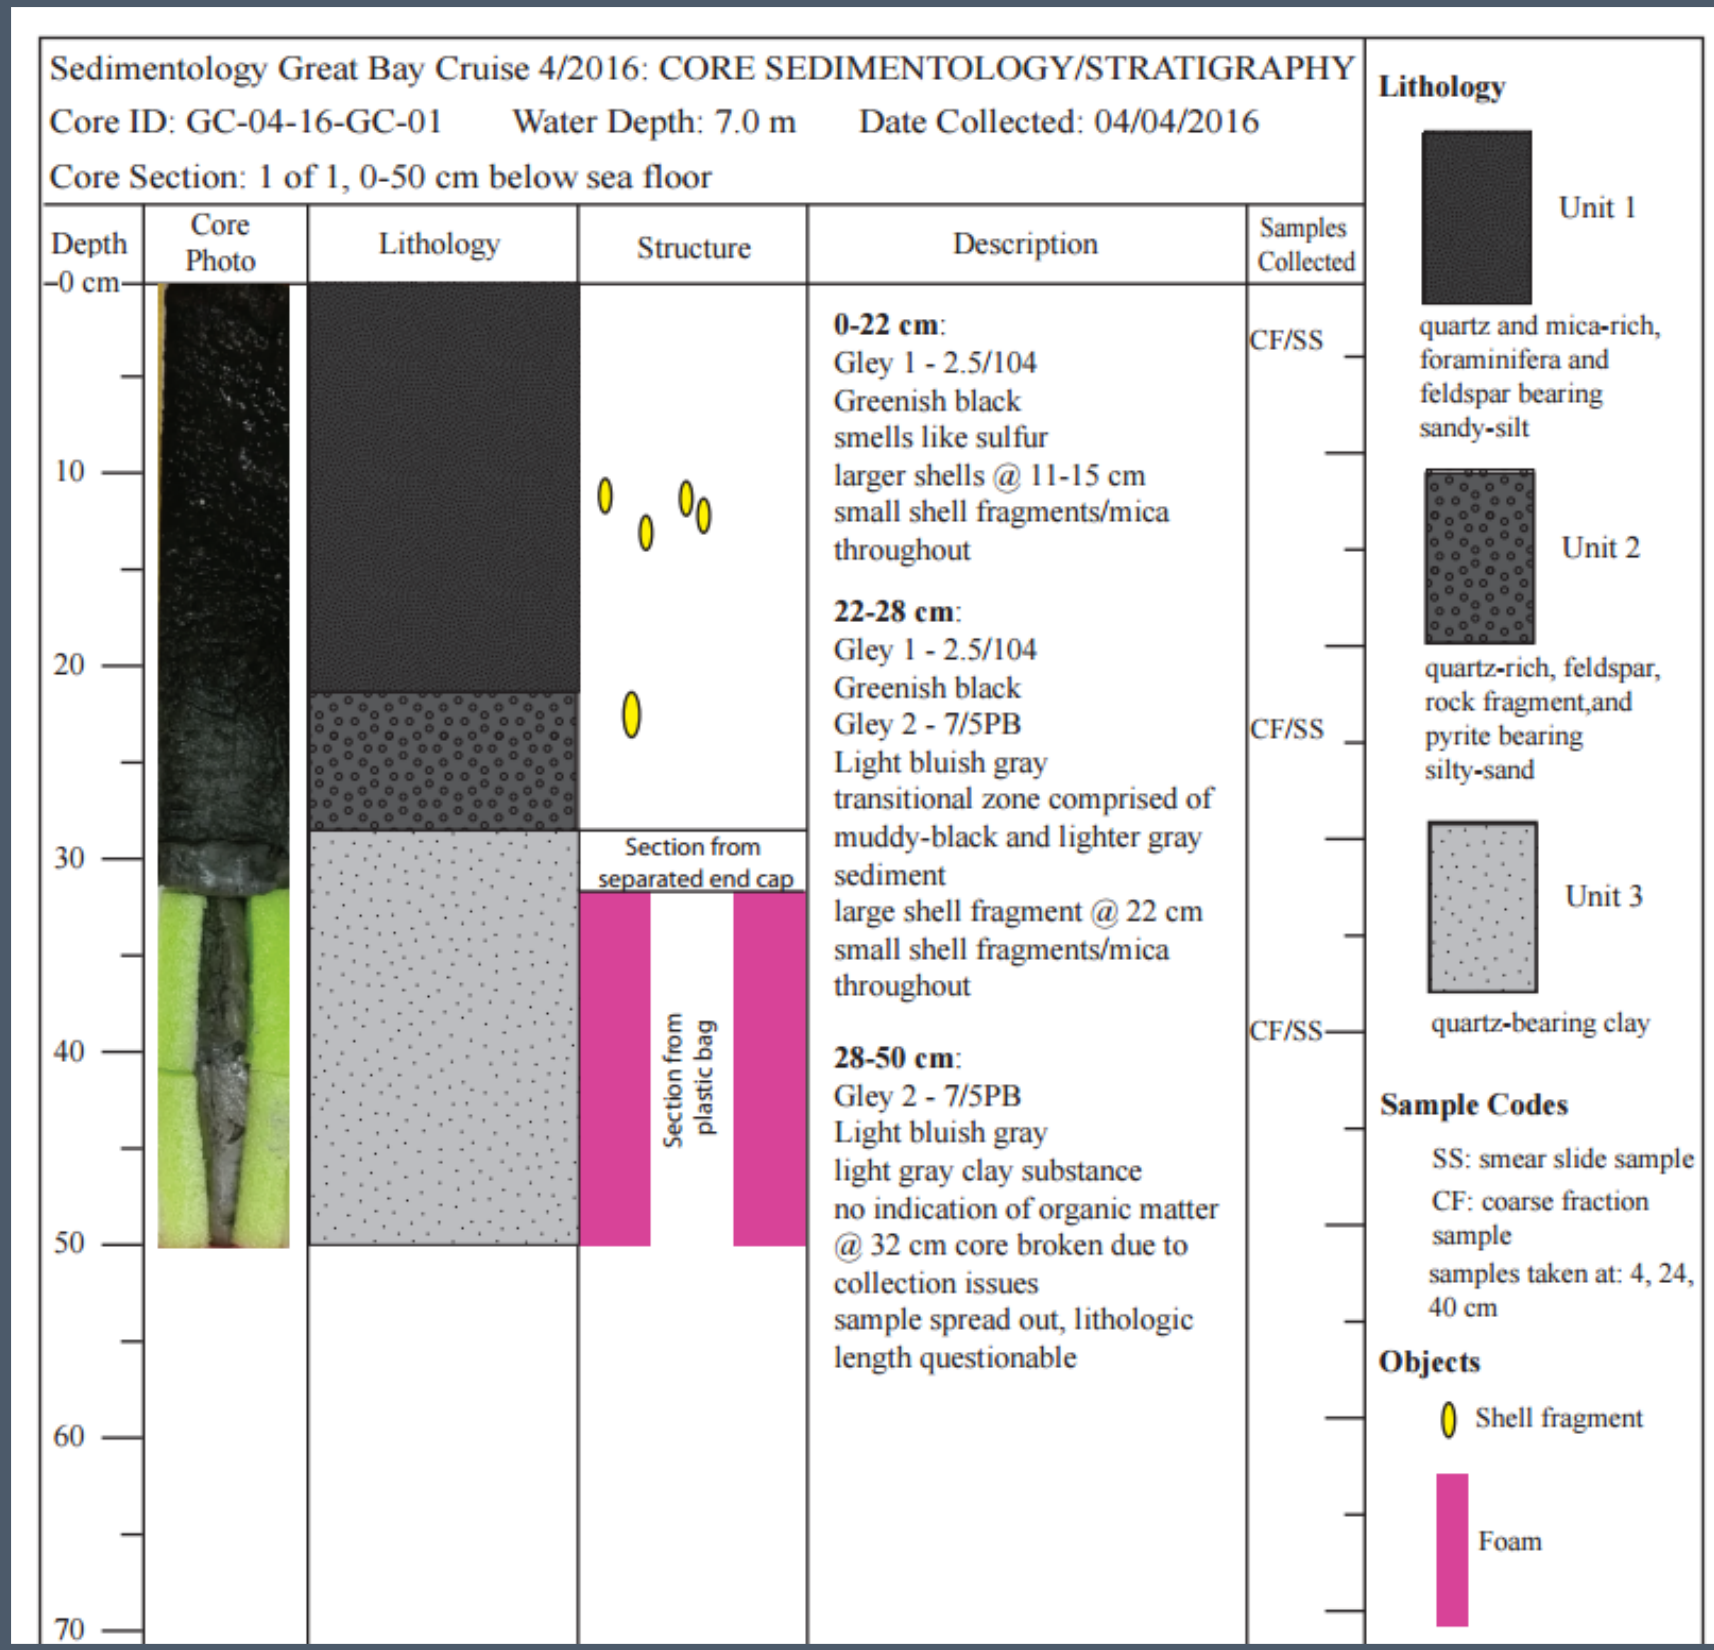 Sedimentology Great Bay Cruise 4/2016: CORE SEDIMENTOLOGY/STRATIGRAPHY
Core ID: GC-04-16-GC-01 Water Depth: 7.0 m Date Collected: 04/04/2016
Core Section: 1 of 1, 0-50 cm below sea floor
Depth
Core
Photo
Lithology
Structure
Description
Samples
Collected
0 cm
10
20
30
40
50
60
70
Section from
separated end cap
Section from
plastic bag
0-22 cm:
Gley 1 - 2.5/104
Greenish black
smells like sulfur
larger shells @ 11-15 cm
small shell fragments/mica
throughout
22-28 cm:
Gley 1 - 2.5/104
Greenish black
Gley 2 - 7/5PB
Light bluish gray
transitional zone comprised of
muddy-black and lighter gray
sediment
large shell fragment @ 22 cm
small shell fragments/mica
throughout
28-50 cm:
Gley 2 - 7/5PB
Light bluish gray
light gray clay substance
no indication of organic matter
@ 32 cm core broken due to
collection issues
sample spread out, lithologic
length questionable
CF/SS
CF/SS
CF/SS
Lithology
Unit 1
quartz and mica-rich,
foraminifera and
feldspar bearing
sandy-silt
Unit 2
quartz-rich, feldspar,
rock fragment,and
pyrite bearing
silty-sand
Unit 3
quartz-bearing clay
Sample Codes
SS: smear slide sample
CF: coarse fraction
sample
samples taken at: 4, 24,
40 cm
Objects
Shell fragment
Foam